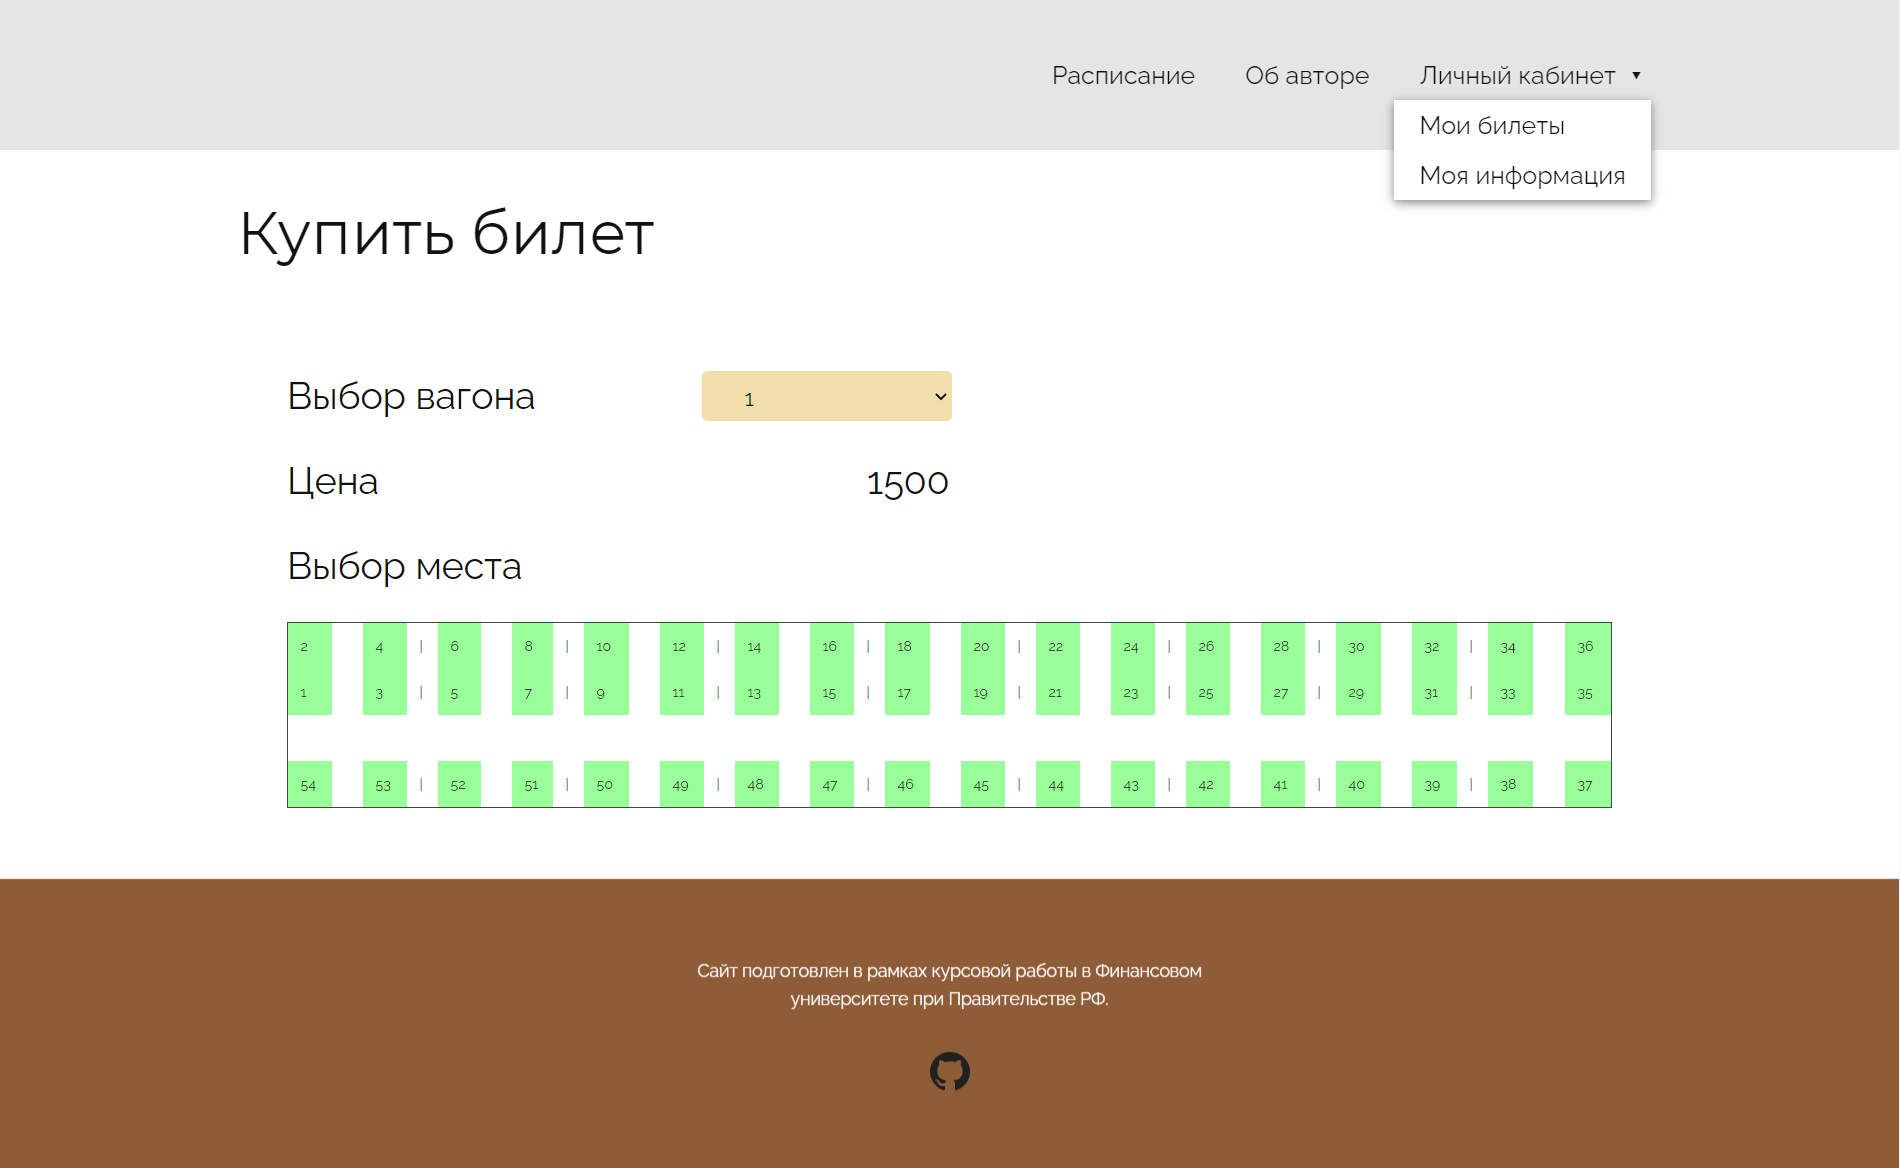 Расписание Об авторе Личный кабинет ▼
Мои билеты
Моя информация
Купить билет
Выбор вагона 1
Цена 1500
Выбор места
2 4 | 6 8 | 10 12 | 14 16 | 18 20 | 22 24 | 26 28 | 30 32 | 34 36
1 3 | 5 7 | 9 11 | 13 15 | 17 19 | 21 23 | 25 27 | 29 31 | 33 35
54 53 | 52 51 | 50 49 | 48 47 | 46 45 | 44 43 | 42 41 | 40 39 | 38 37
Сайт подготовлен в рамках курсовой работы в Финансовом
университете при Правительстве РФ.